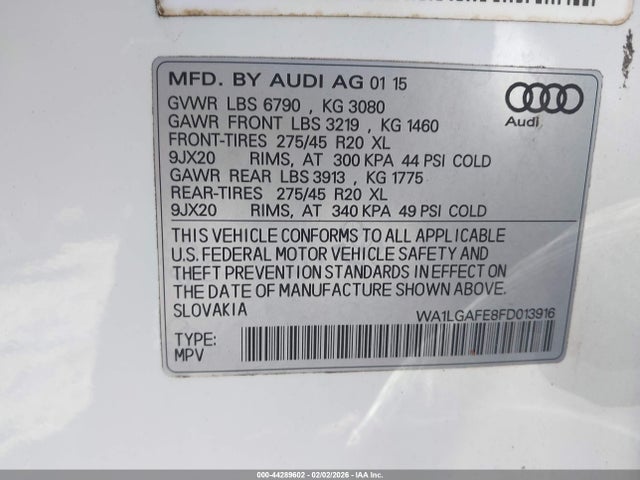 MFD. BY AUDI AG 01 15
GVWR LBS 6790 , KG 3080
GAWR FRONT LBS 3219 , KG 1460
FRONT-TIRES 275/45 R20 XL
9JX20 RIMS, AT 300 KPA 44 PSI COLD
GAWR REAR LBS 3913 , KG 1775
REAR-TIRES 275/45 R20 XL
9JX20 RIMS, AT 340 KPA 49 PSI COLD
Audi
THIS VEHICLE CONFORMS TO ALL APPLICABLE
U.S. FEDERAL MOTOR VEHICLE SAFETY AND
THEFT PREVENTION STANDARDS IN EFFECT ON
THE DATE OF MANUFACTURE SHOWN ABOVE.
SLOVAKIA
WA1LGAFE8FD013916
TYPE:
MPV
000-44289602 - 02/02/2026 - IAAI Copart